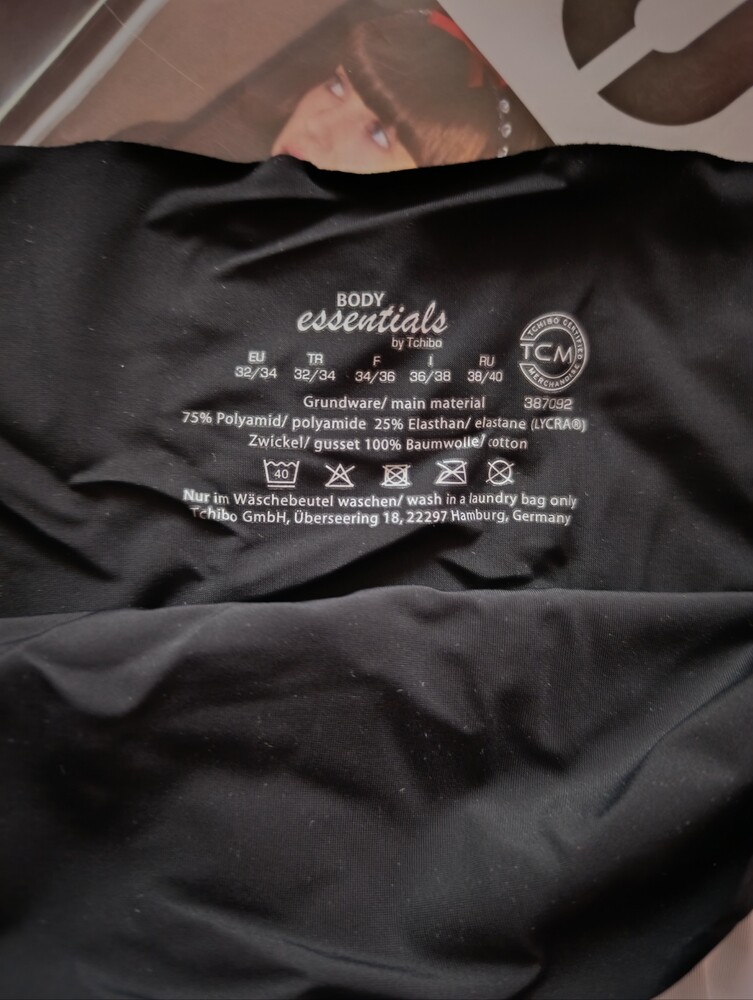 BODY
essentials
by Tchibo
EU TR F I RU
32/34 32/34 34/36 36/38 38/40
TCHIBO CERTIFIED
TCM
MERCHANDISE
Grundware/ main material 387092
75% Polyamid/ polyamide 25% Elasthan/ elastane (LYCRA®)
Zwickel/ gusset 100% Baumwolle/ cotton
40
Nur im Wäschebeutel waschen/ wash in a laundry bag only
Tchibo GmbH, Überseering 18, 22297 Hamburg, Germany